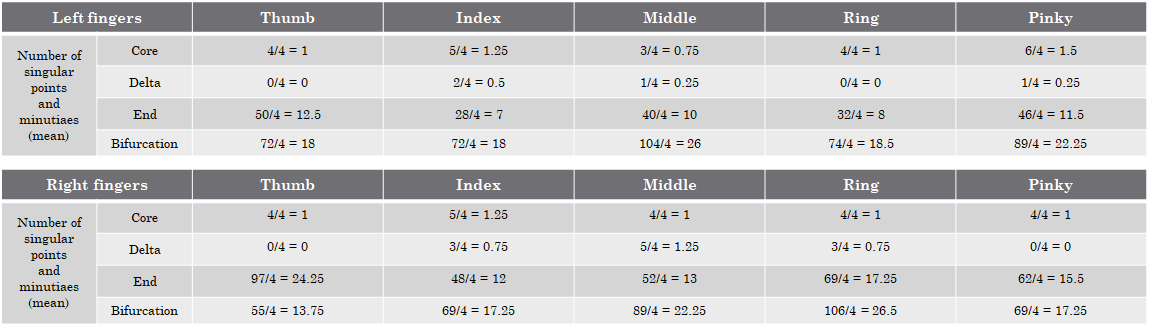 Left fingers Thumb Index Middle Ring Pinky
Number of singular points and minutiaes (mean)
Core 4/4 = 1 5/4 = 1.25 3/4 = 0.75 4/4 = 1 6/4 = 1.5
Delta 0/4 = 0 2/4 = 0.5 1/4 = 0.25 0/4 = 0 1/4 = 0.25
End 50/4 = 12.5 28/4 = 7 40/4 = 10 32/4 = 8 46/4 = 11.5
Bifurcation 72/4 = 18 72/4 = 18 104/4 = 26 74/4 = 18.5 89/4 = 22.25
Right fingers Thumb Index Middle Ring Pinky
Number of singular points and minutiaes (mean)
Core 4/4 = 1 5/4 = 1.25 4/4 = 1 4/4 = 1 4/4 = 1
Delta 0/4 = 0 3/4 = 0.75 5/4 = 1.25 3/4 = 0.75 0/4 = 0
End 97/4 = 24.25 48/4 = 12 52/4 = 13 69/4 = 17.25 62/4 = 15.5
Bifurcation 55/4 = 13.75 69/4 = 17.25 89/4 = 22.25 106/4 = 26.5 69/4 = 17.25